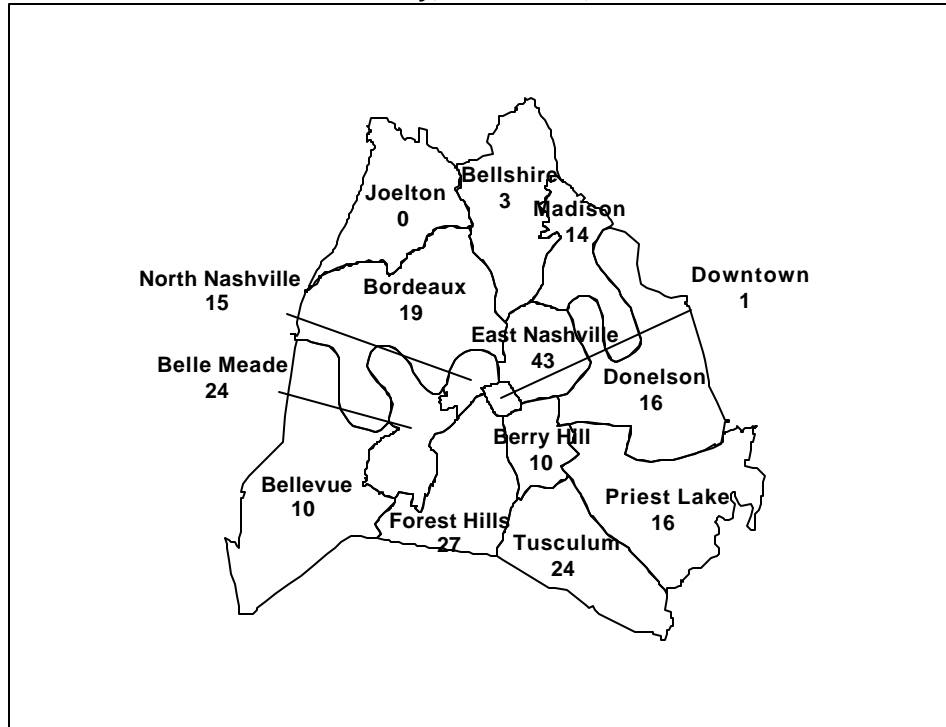 Bellshire
3
Joelton
0
Madison
14
North Nashville
15
Bordeaux
19
Downtown
1
East Nashville
43
Belle Meade
24
Donelson
16
Berry Hill
10
Bellevue
10
Priest Lake
16
Forest Hills
27
Tusculum
24